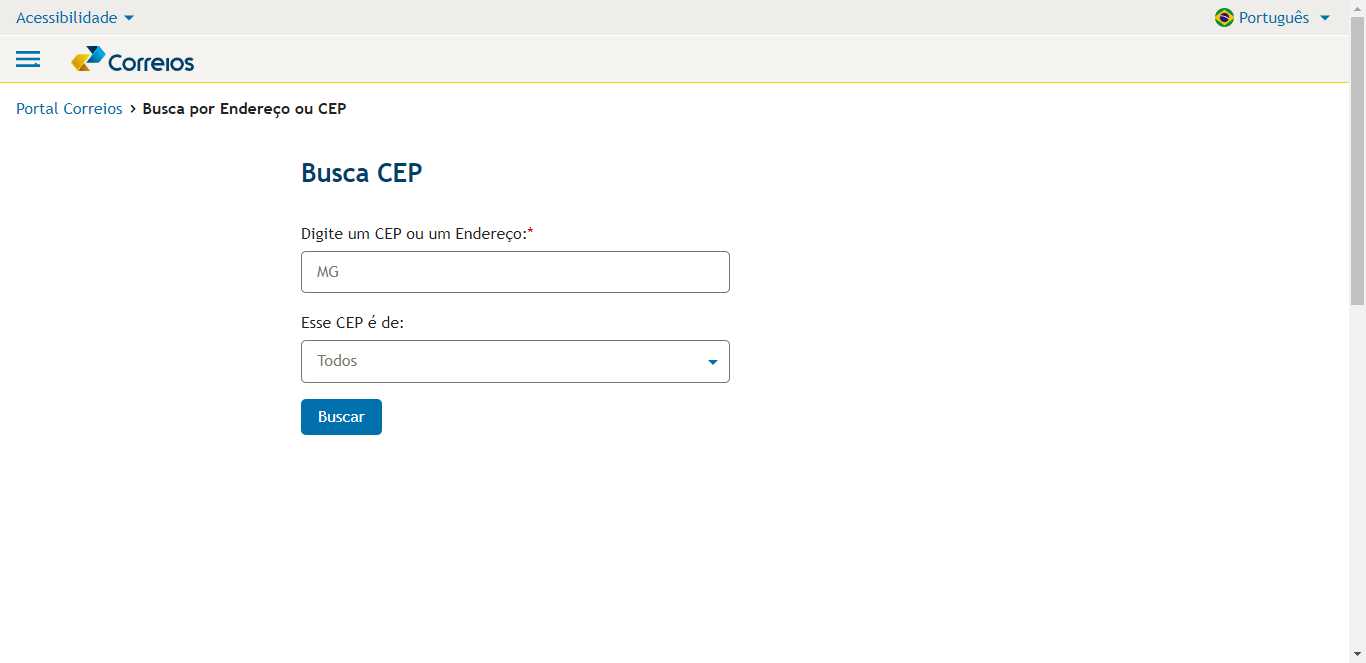 Acessibilidade
Português
Correios
Portal Correios > Busca por Endereço ou CEP
Busca CEP
Digite um CEP ou um Endereço:*
MG
Esse CEP é de:
Todos
Buscar